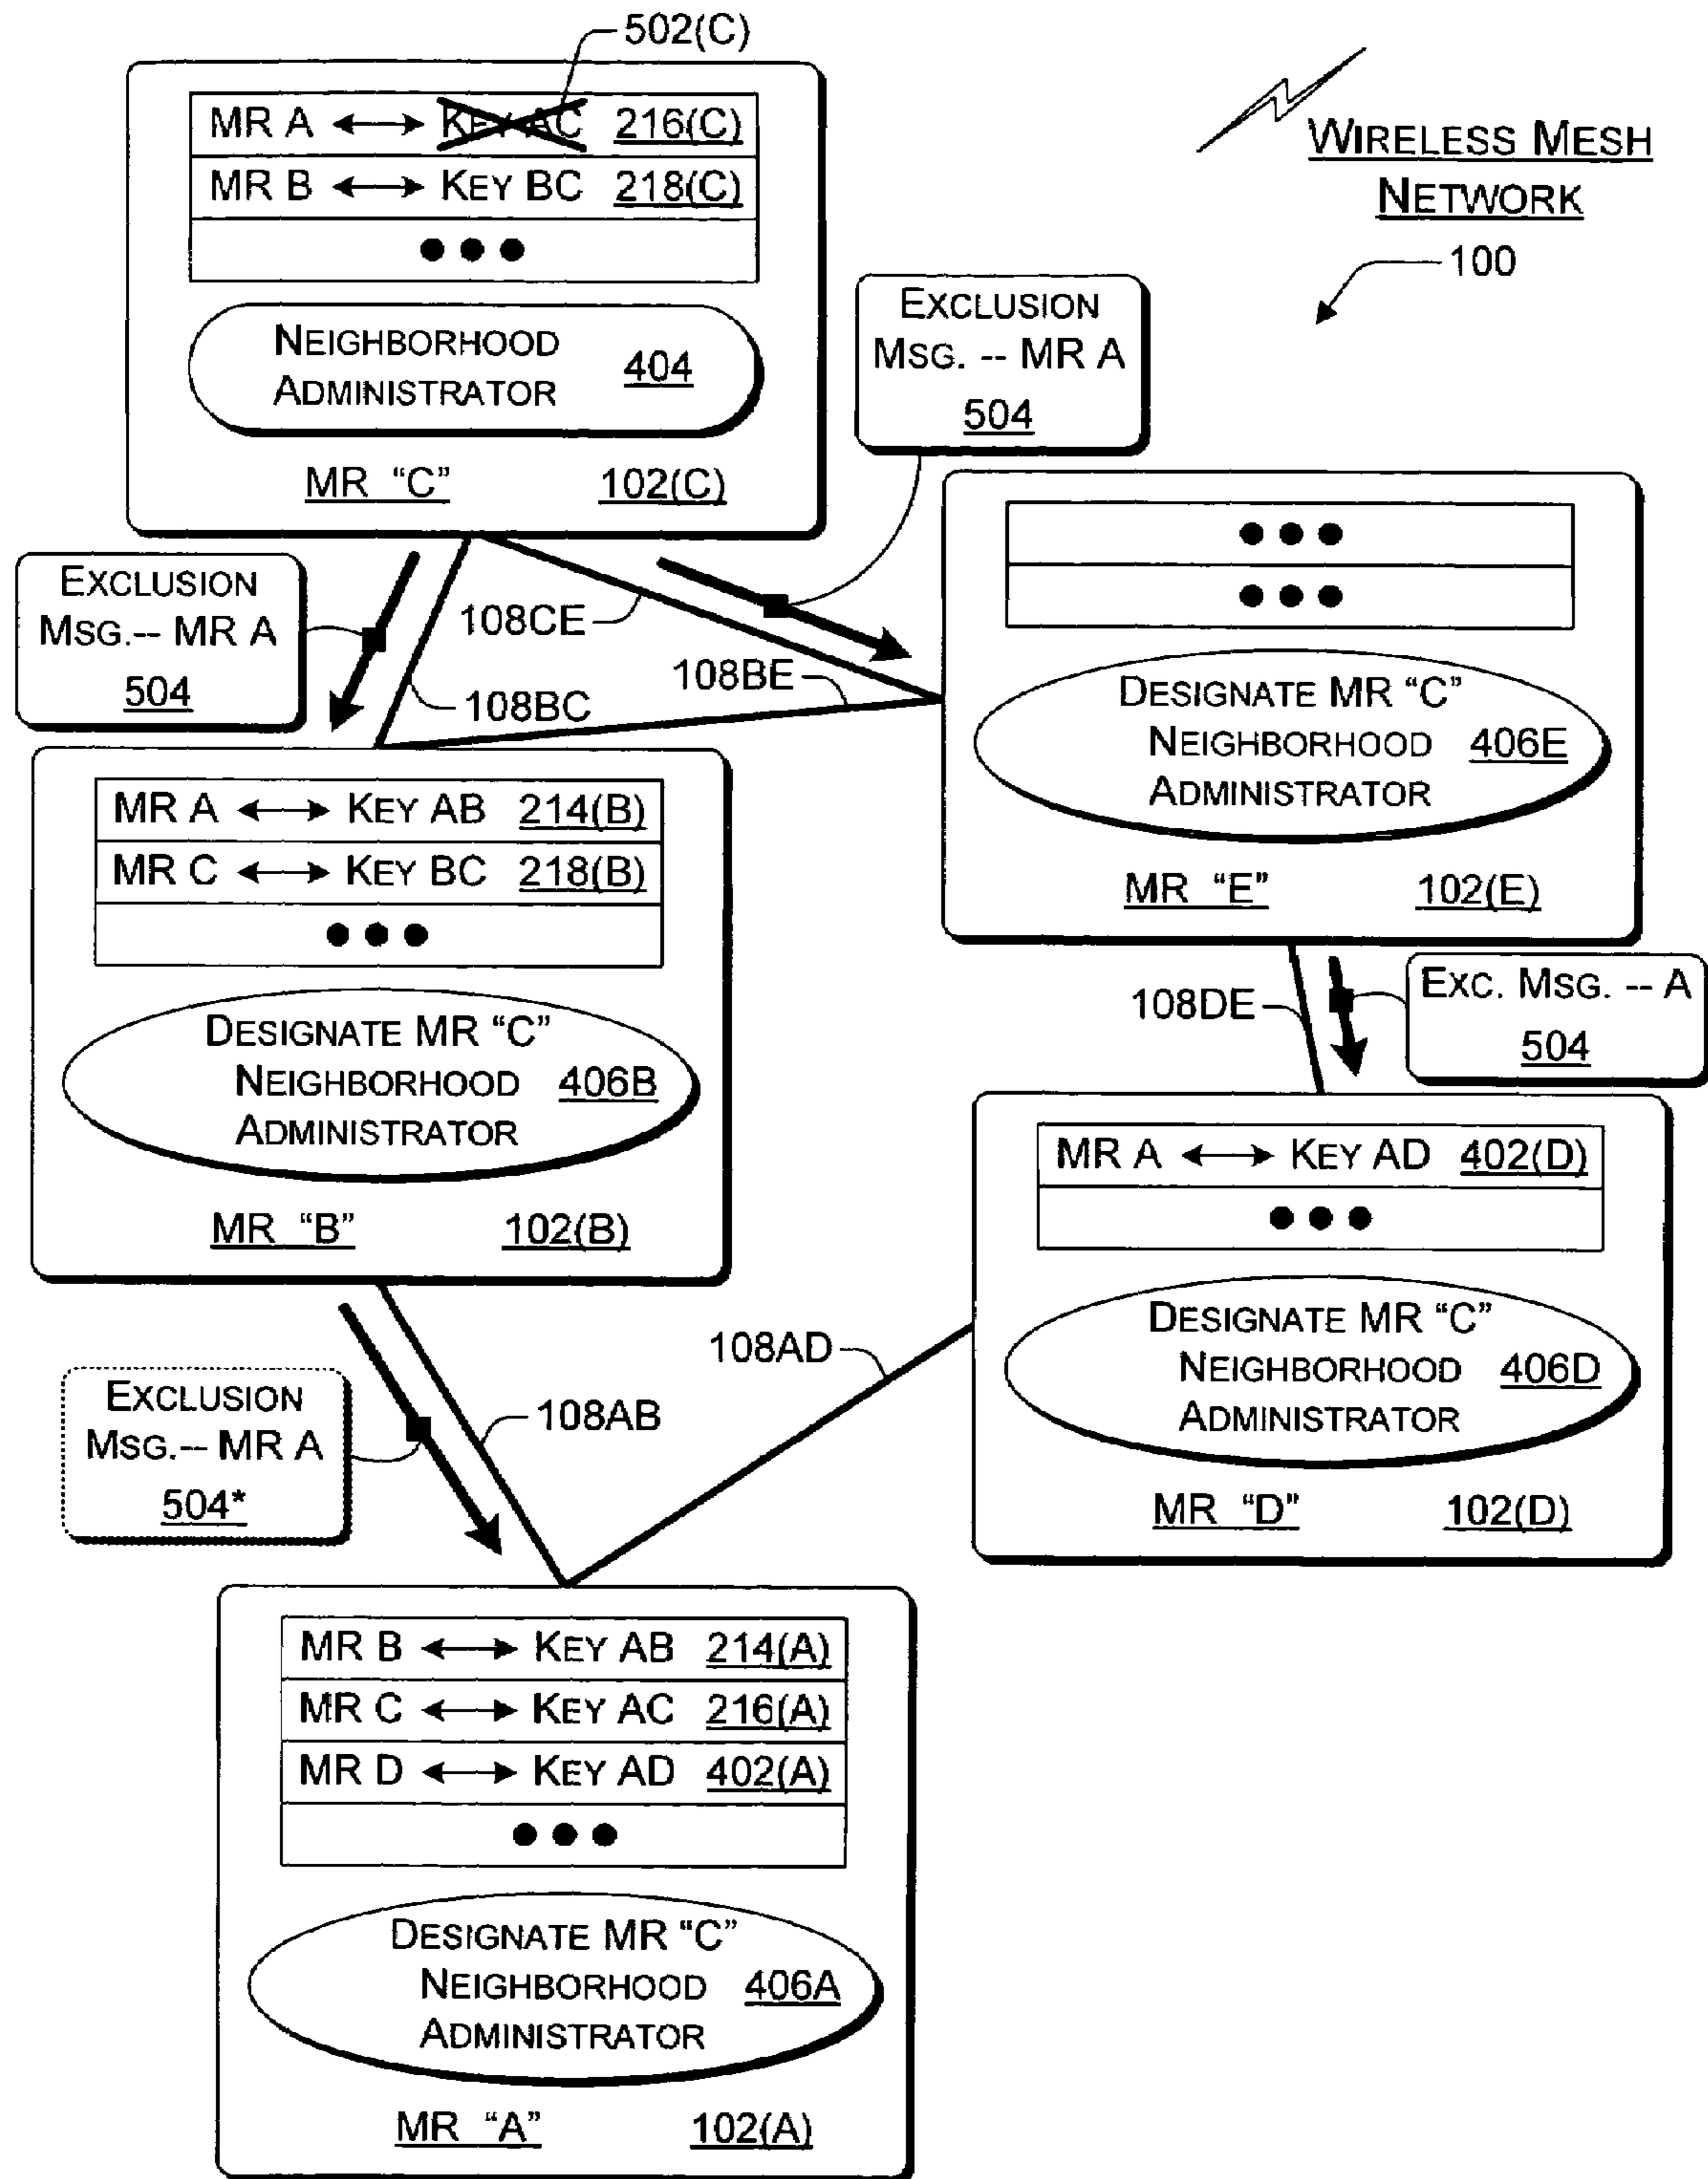 502(C)
MR A ↔ KEY AC 216(C)
MR B ↔ KEY BC 218(C)
● ● ●
NEIGHBORHOOD
ADMINISTRATOR
404
MR “C” 102(C)
WIRELESS MESH
NETWORK
100
EXCLUSION
MSG. -- MR A
504
EXCLUSION
MSG.-- MR A
504
108CE
108BC
108BE
● ● ●
● ● ●
DESIGNATE MR “C”
NEIGHBORHOOD
ADMINISTRATOR
406E
MR “E” 102(E)
MR A ↔ KEY AB 214(B)
MR C ↔ KEY BC 218(B)
● ● ●
DESIGNATE MR “C”
NEIGHBORHOOD
ADMINISTRATOR
406B
MR “B” 102(B)
108DE
EXC. MSG. -- A
504
MR A ↔ KEY AD 402(D)
● ● ●
DESIGNATE MR “C”
NEIGHBORHOOD
ADMINISTRATOR
406D
MR “D” 102(D)
EXCLUSION
MSG.-- MR A
504*
108AB
108AD
MR B ↔ KEY AB 214(A)
MR C ↔ KEY AC 216(A)
MR D ↔ KEY AD 402(A)
● ● ●
DESIGNATE MR “C”
NEIGHBORHOOD
ADMINISTRATOR
406A
MR “A” 102(A)